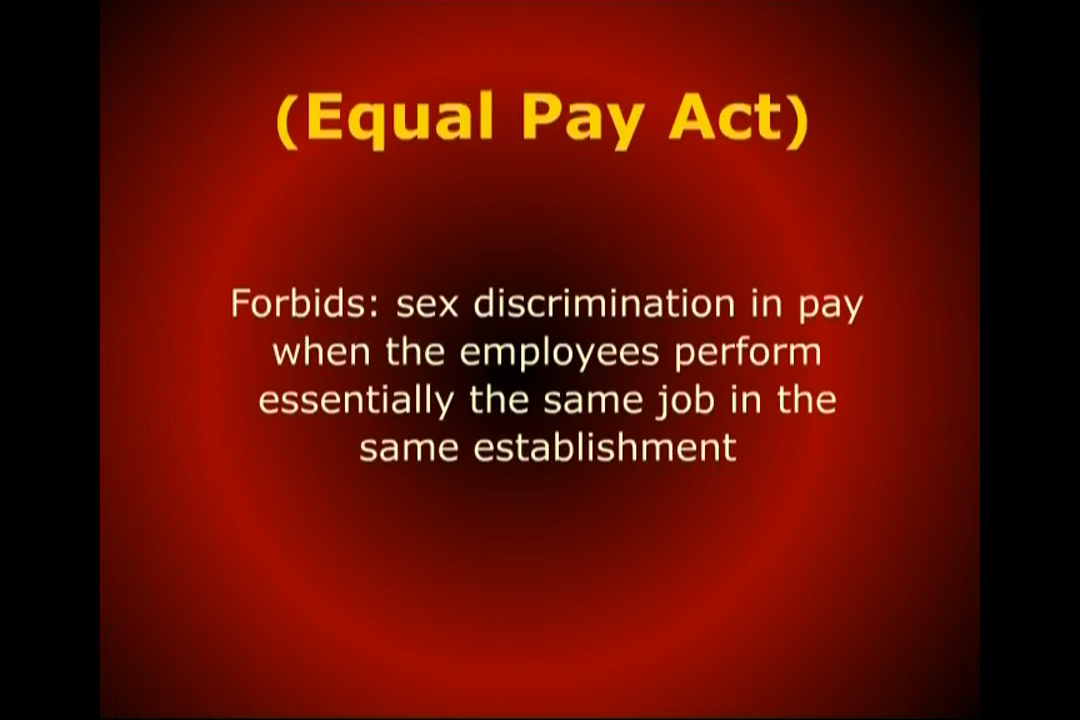 (Equal Pay Act)
Forbids: sex discrimination in pay
when the employees perform
essentially the same job in the
same establishment